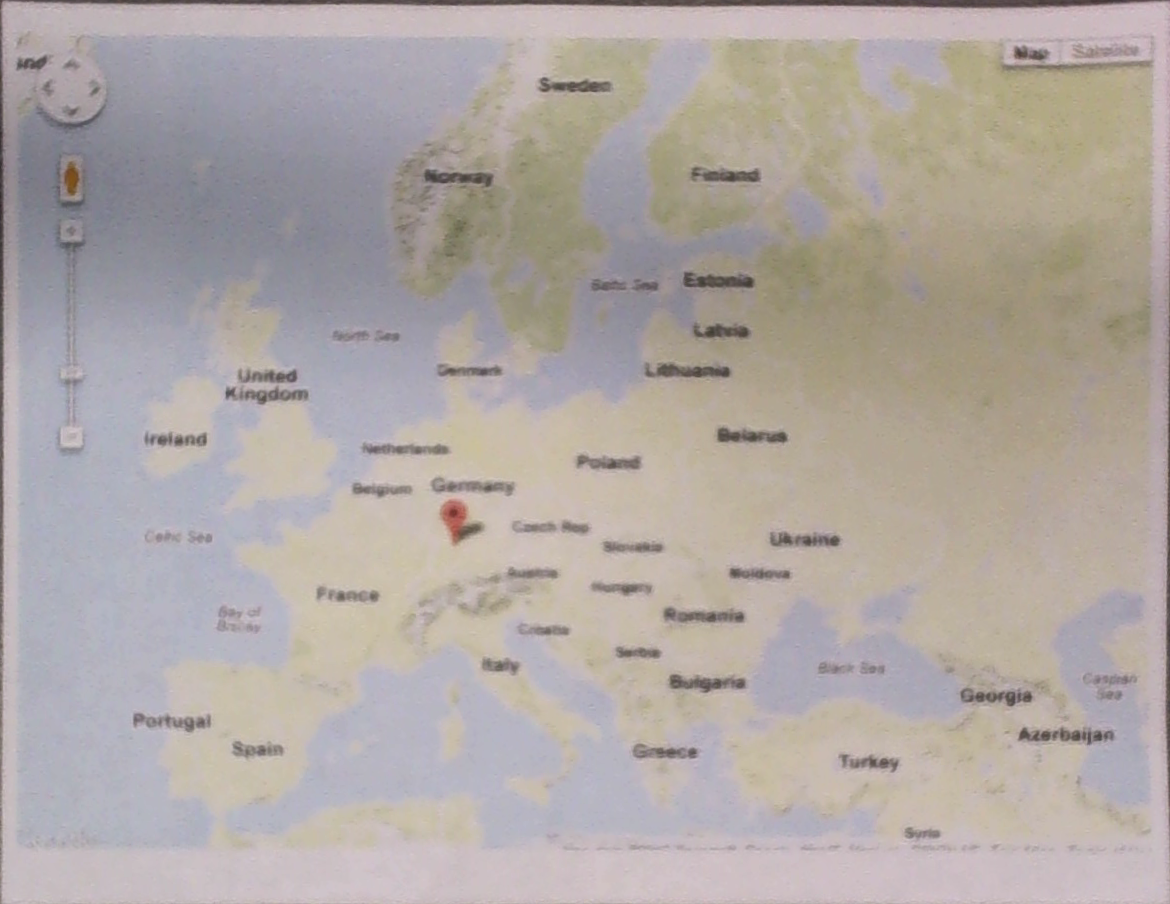 Map Satellite
Sweden
Norway
Finland
Baltic Sea
Estonia
North Sea
Latvia
Denmark
Lithuania
United
Kingdom
Ireland
Belarus
Netherlands
Poland
Belgium
Germany
Celtic Sea
Czech Rep
Ukraine
Slovakia
Austria
Moldova
Hungary
France
Bay of
Biscay
Romania
Croatia
Serbia
Italy
Black Sea
Bulgaria
Caspian
Sea
Georgia
Portugal
Azerbaijan
Spain
Greece
Turkey
Syria